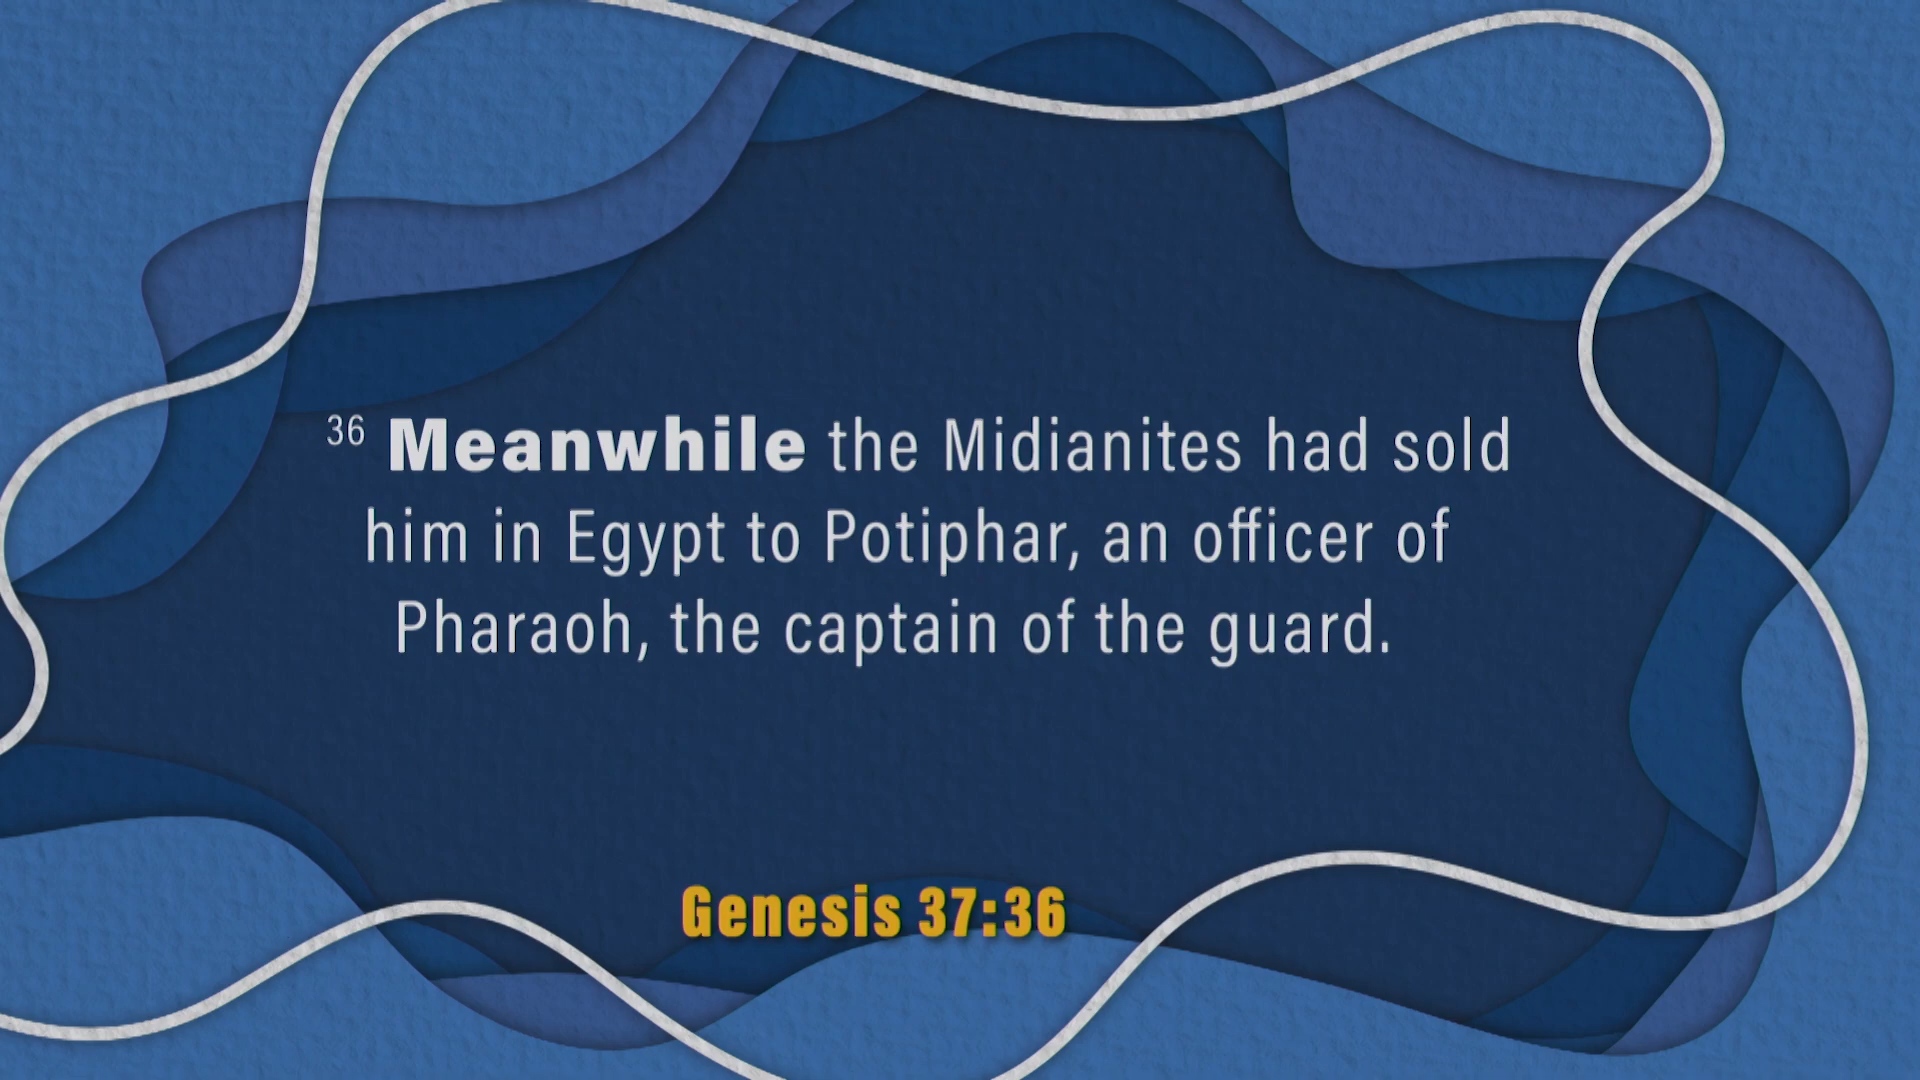 36 Meanwhile the Midianites had sold
him in Egypt to Potiphar, an officer of
Pharaoh, the captain of the guard.
Genesis 37:36